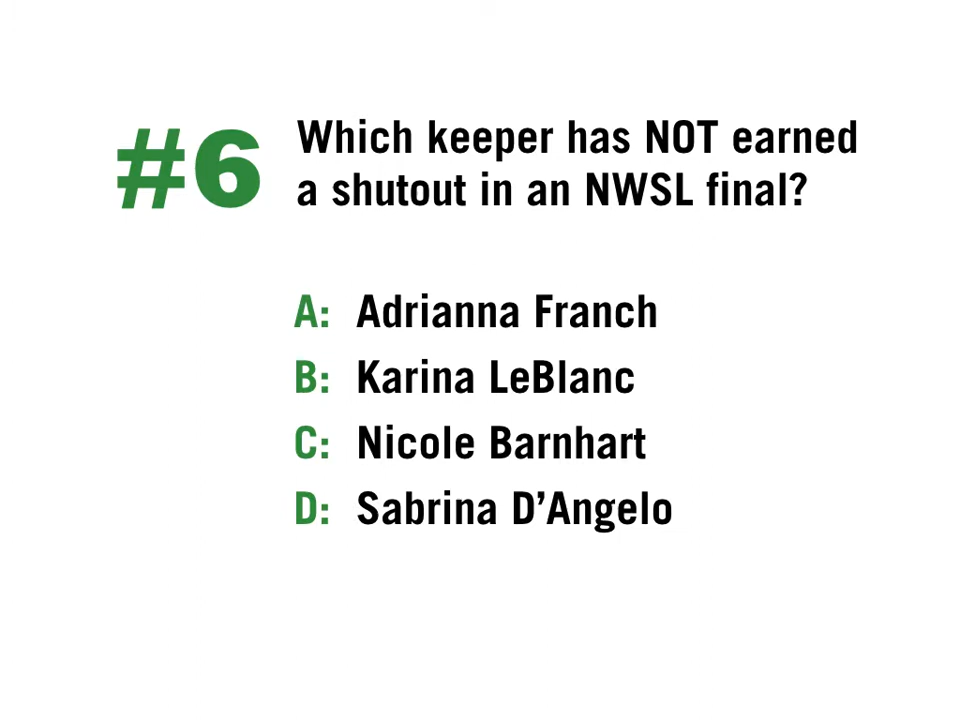 #6
Which keeper has NOT earned
a shutout in an NWSL final?
A: Adrianna Franch
B: Karina LeBlanc
C: Nicole Barnhart
D: Sabrina D’Angelo